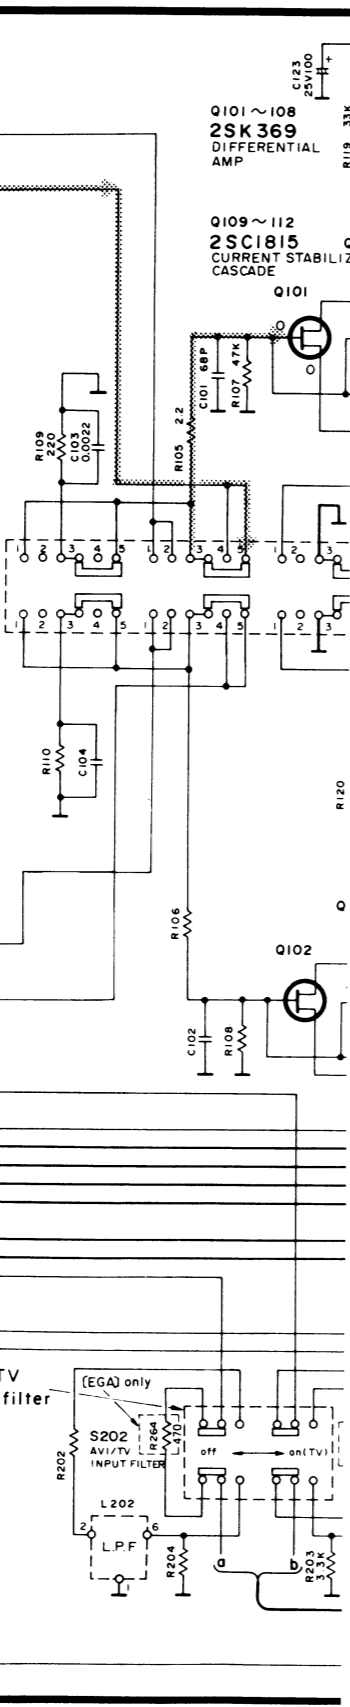 C123
25V100
+
Q101～108
2SK369
DIFFERENTIAL
AMP
R119 33K
Q109～112
2SC1815
CURRENT STABILIZ
CASCADE
Q101
O
O
C101 68P
R107 47K
R105 2.2
R109
220
C103
0.0022
1 2 3 4 5 1 2 3 4 5 1 2 3
1 2 3 4 5 1 2 3 4 5 1 2 3
R110
C104
R120
R106
Q
Q102
C102
R108
TV
filter
(EGA) only
S202
AVI/TV
INPUT FILTER
R264
470
off
on(TV)
R202
L202
2
L.P.F
6
1
R204
a
b
R203
3.3K